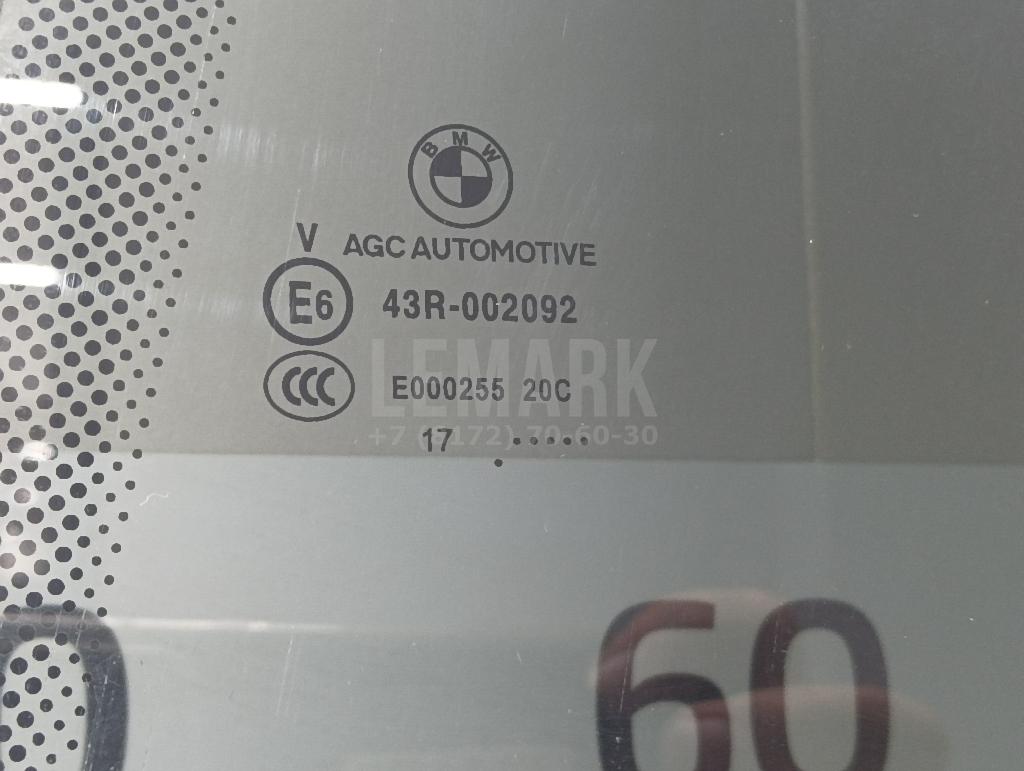 BMW
V AGC AUTOMOTIVE
E6 43R-002092
CCC E000255 20C
LEMARK
17
60